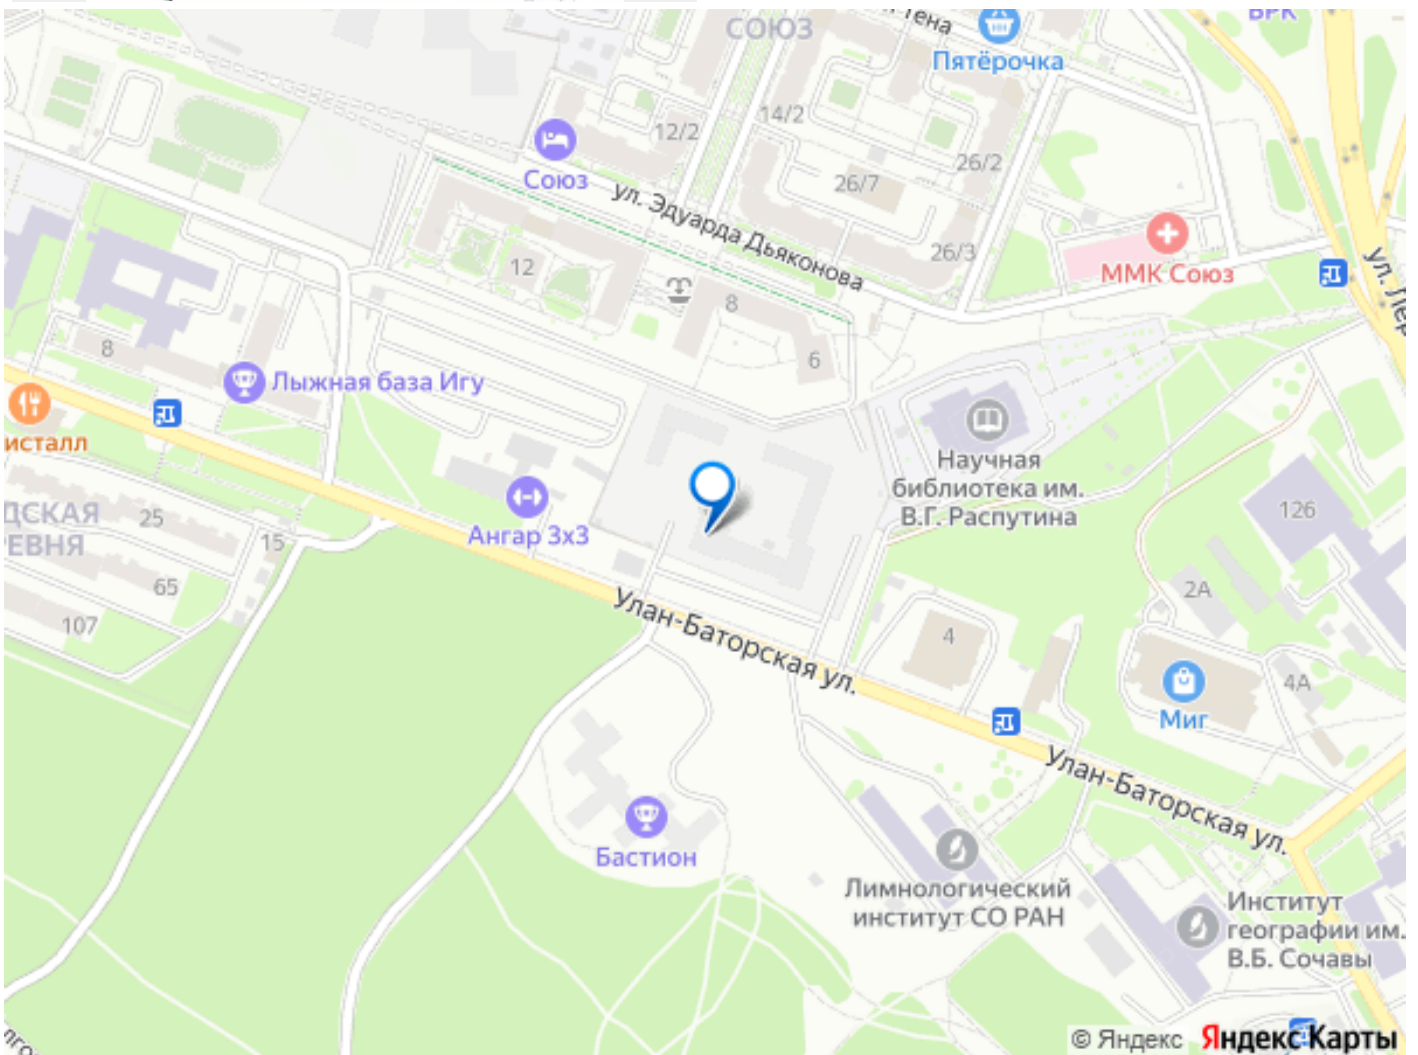 СОЮЗ
Пятёрочка
14/2
12/2
Союз
26/2
26/7
ул. Эдуарда Дьяконова
26/3
ММК Союз
12
8
6
8
Лыжная база Игу
исталл
Научная
библиотека им.
В.Г. Распутина
Ангар 3х3
25
15
65
107
126
2А
Улан-Баторская ул.
4
4А
Миг
Улан-Баторская ул.
Бастион
Лимнологический
институт СО РАН
Институт
географии им.
В.Б. Сочавы
© Яндекс Яндекс Карты